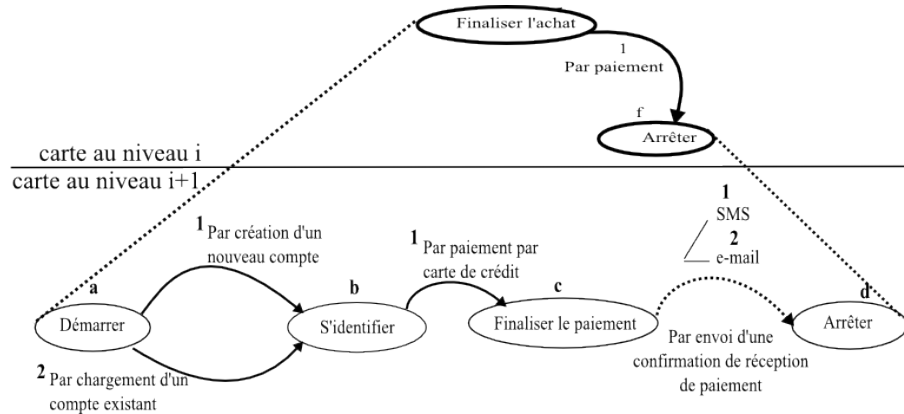 Finaliser l'achat
1
Par paiement
f
Arrêter
carte au niveau i
carte au niveau i+1
1
SMS
2
e-mail
1 Par création d'un
nouveau compte
1 Par paiement par
carte de crédit
a
b
c
d
Démarrer
S'identifier
Finaliser le paiement
Arrêter
2 Par chargement d'un
compte existant
Par envoi d'une
confirmation de réception
de paiement